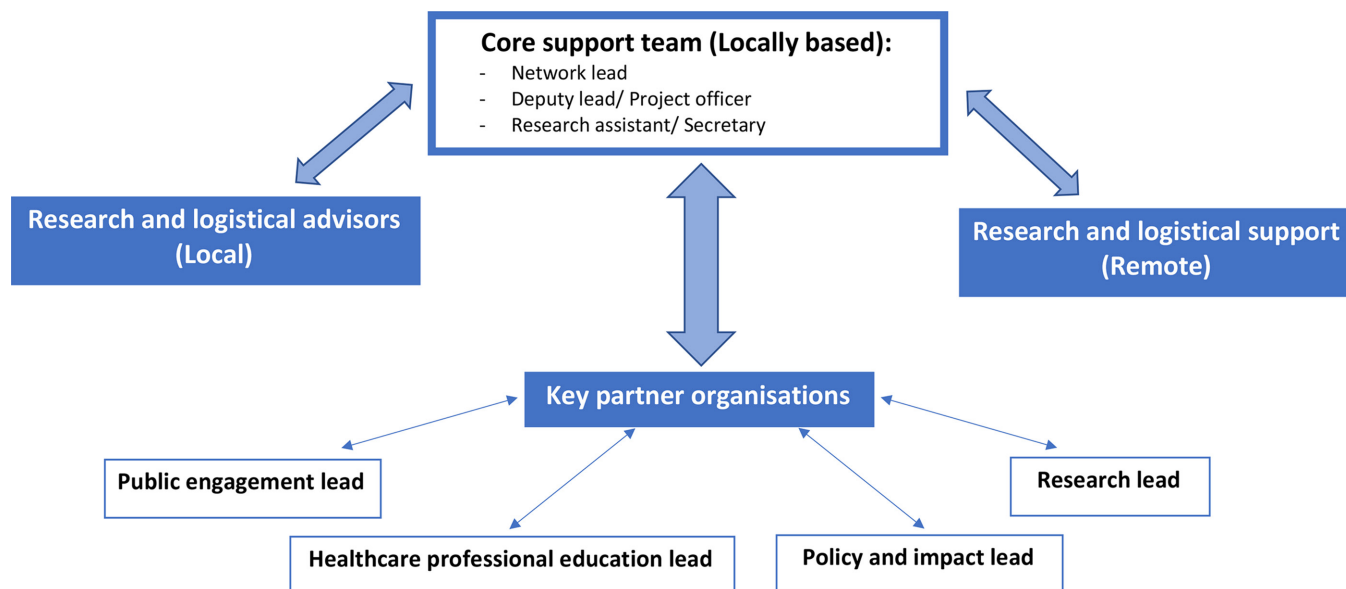 Core support team (Locally based):
- Network lead
- Deputy lead/ Project officer
- Research assistant/ Secretary
Research and logistical advisors
(Local)
Research and logistical support
(Remote)
Key partner organisations
Public engagement lead
Research lead
Healthcare professional education lead
Policy and impact lead